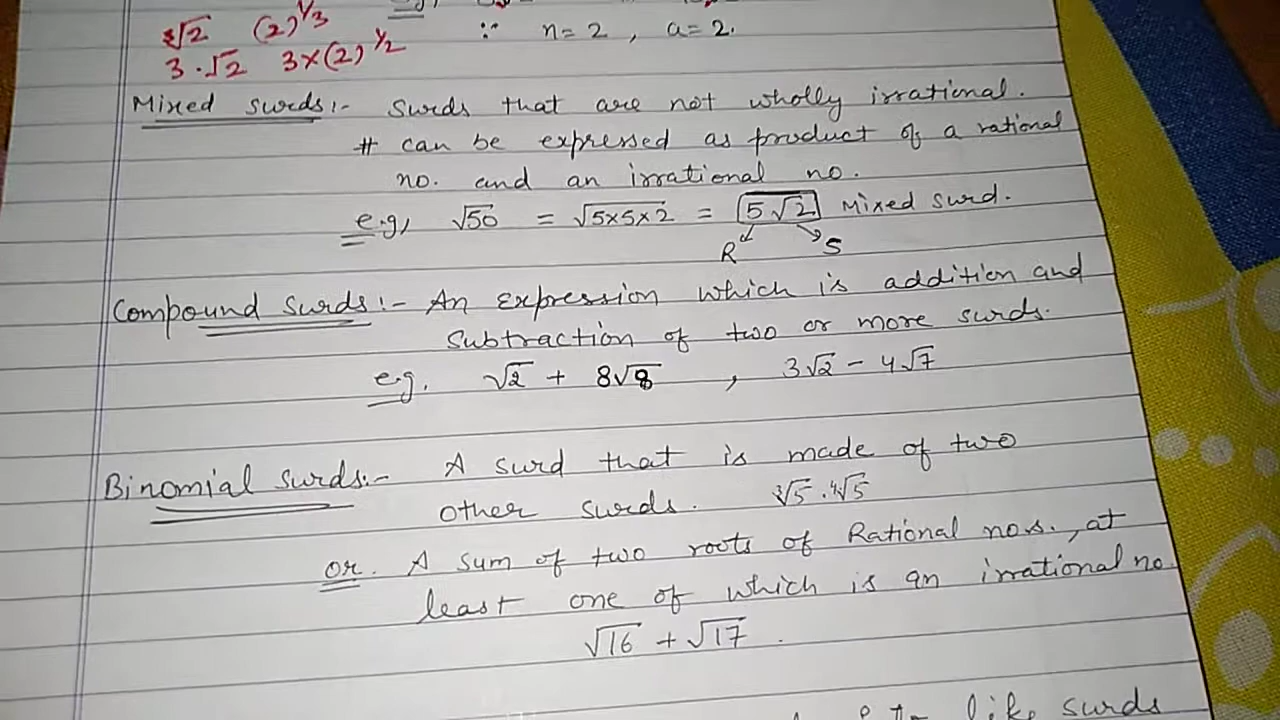 ∛2 (2)^1/3
∵ n = 2 , a = 2.
3 . √2 3 × (2)^1/2
Mixed surds :- Surds that are not wholly irrational.
# can be expressed as product of a rational
no. and an irrational no.
e.g, √50 = √5×5×2 = 5√2 Mixed Surd.
R S
Compound Surds :- An Expression which is addition and
Subtraction of two or more surds.
e.g. √2 + 8√8 , 3√2 - 4√7
Binomial surds :- A surd that is made of two
other surds. ∛5 . ∜5
or. A sum of two roots of Rational nos., at
least one of which is an irrational no
√16 + √17 .
like surds